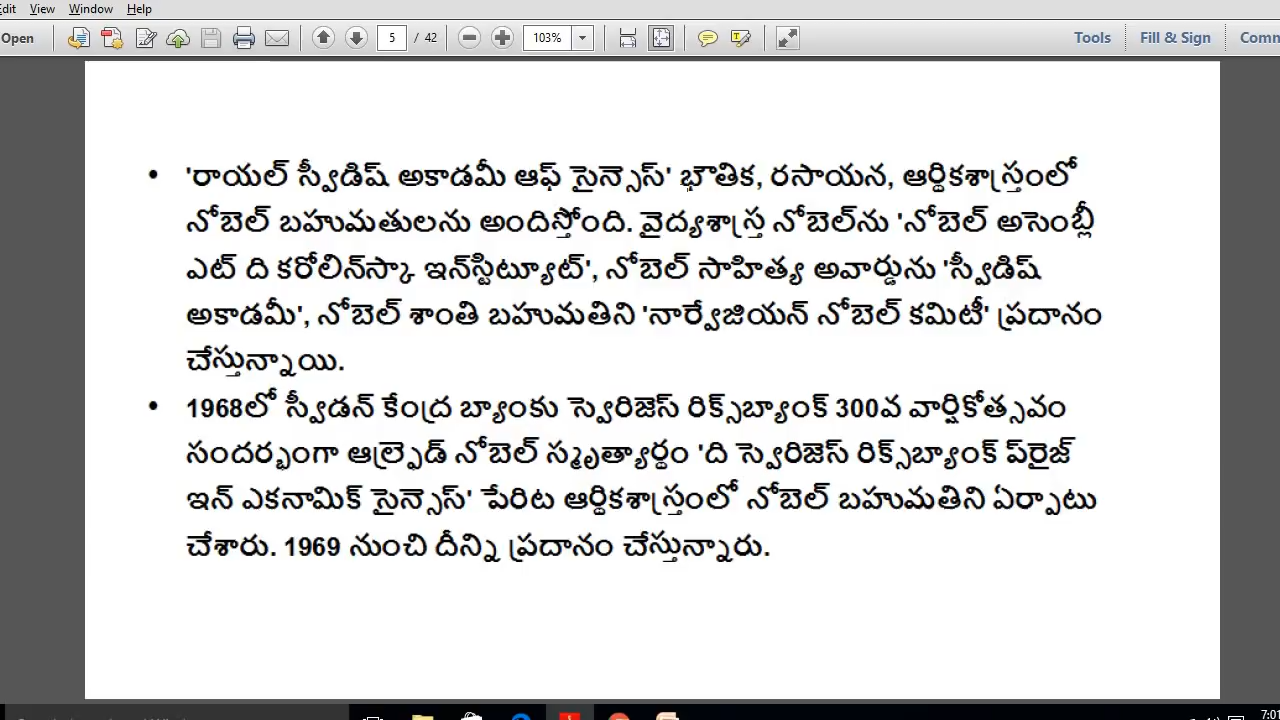 Edit View Window Help
Open 5 / 42 103% Tools Fill & Sign Comm
• 'రాయల్ స్వీడిష్ అకాడమీ ఆఫ్ సైన్సెస్' భౌతిక, రసాయన, ఆర్థికశాస్త్రంలో
నోబెల్ బహుమతులను అందిస్తోంది. వైద్యశాస్త్ర నోబెల్‌ను 'నోబెల్ అసెంబ్లీ
ఎట్ ది కరోలిన్‌స్కా ఇన్‌స్టిట్యూట్', నోబెల్ సాహిత్య అవార్డును 'స్వీడిష్
అకాడమీ', నోబెల్ శాంతి బహుమతిని 'నార్వేజియన్ నోబెల్ కమిటీ' ప్రదానం
చేస్తున్నాయి.
• 1968లో స్వీడన్ కేంద్ర బ్యాంకు స్వెరిజెస్ రిక్స్‌బ్యాంక్ 300వ వార్షికోత్సవం
సందర్భంగా ఆల్ఫ్రెడ్ నోబెల్ స్మృత్యార్థం 'ది స్వెరిజెస్ రిక్స్‌బ్యాంక్ ప్రైజ్
ఇన్ ఎకనామిక్ సైన్సెస్' పేరిట ఆర్థికశాస్త్రంలో నోబెల్ బహుమతిని ఏర్పాటు
చేశారు. 1969 నుంచి దీన్ని ప్రదానం చేస్తున్నారు.
7:01